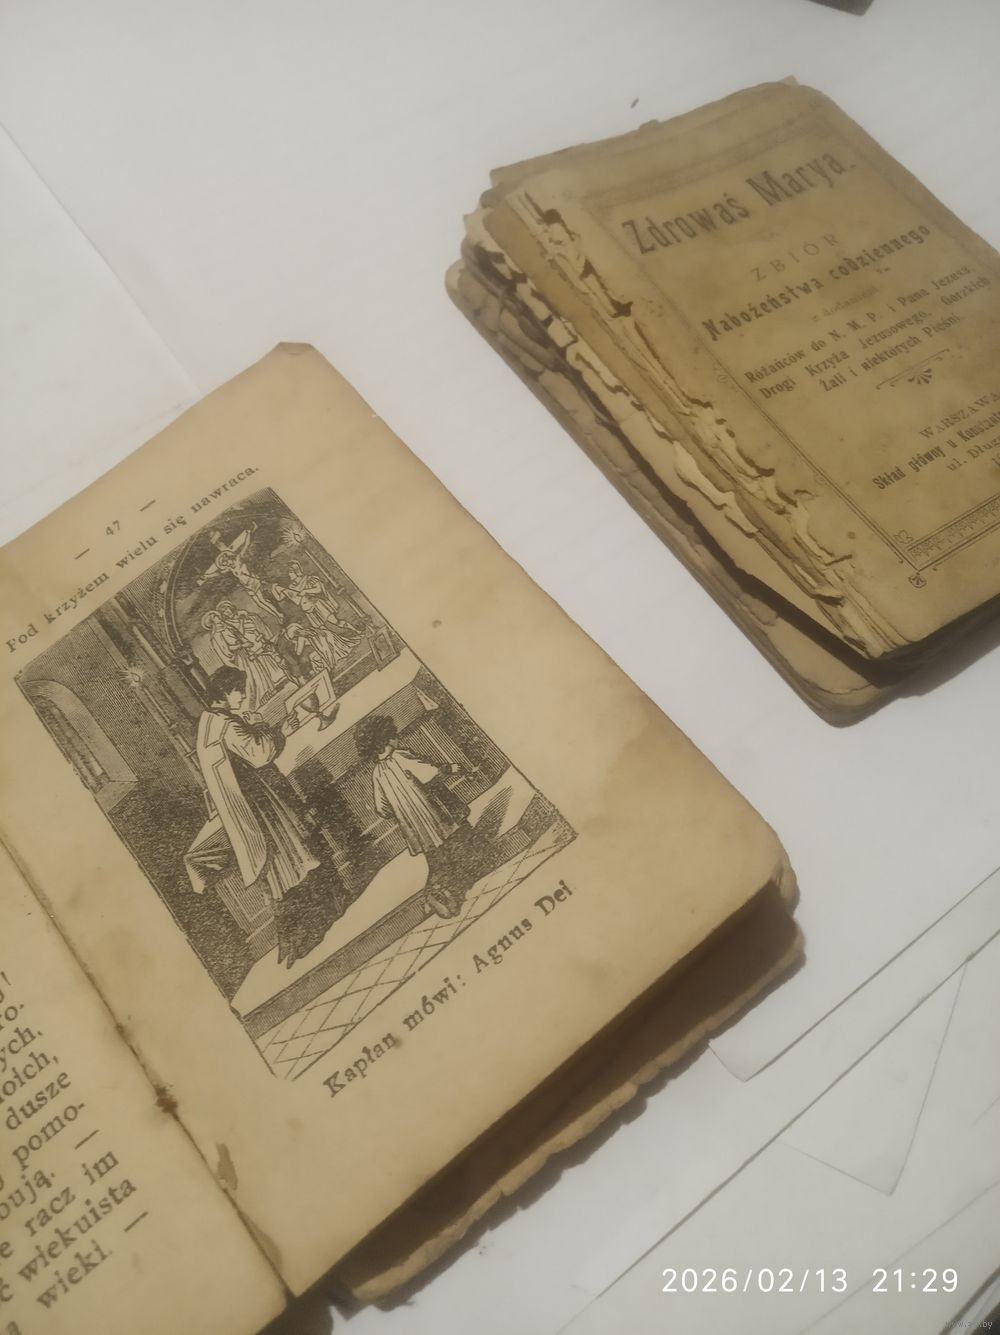 — 47 —
Pod krzyżem wielu się nawraca.
Kapłan mówi: Agnus Dei.
ych.
dusze
pomo-
bują. —
racz im
wiekuista
wieki. —
Zdrowaś Marya.
ZBIÓR
Nabożeństwa codziennego
z dodaniem
Różańców do N. M. P. i Pana Jezusa,
Drogi Krzyża Jezusowego, Gorzkich
Żali i niektórych Pieśni.
WARSZAWA
Skład główny u
ul.
2026/02/13 21:29